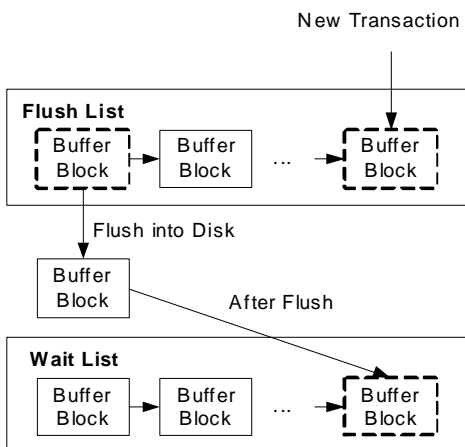 New Transaction
Flush List
Buffer
Block
Buffer
Block
...
Buffer
Block
Flush into Disk
Buffer
Block
After Flush
Wait List
Buffer
Block
Buffer
Block
...
Buffer
Block